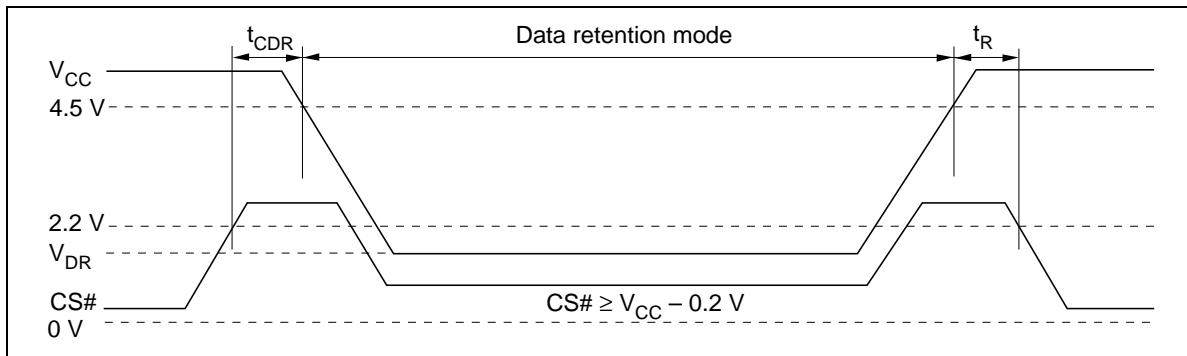 t_CDR Data retention mode t_R
V_CC
4.5 V
2.2 V
V_DR
CS# CS# ≥ V_CC – 0.2 V
0 V